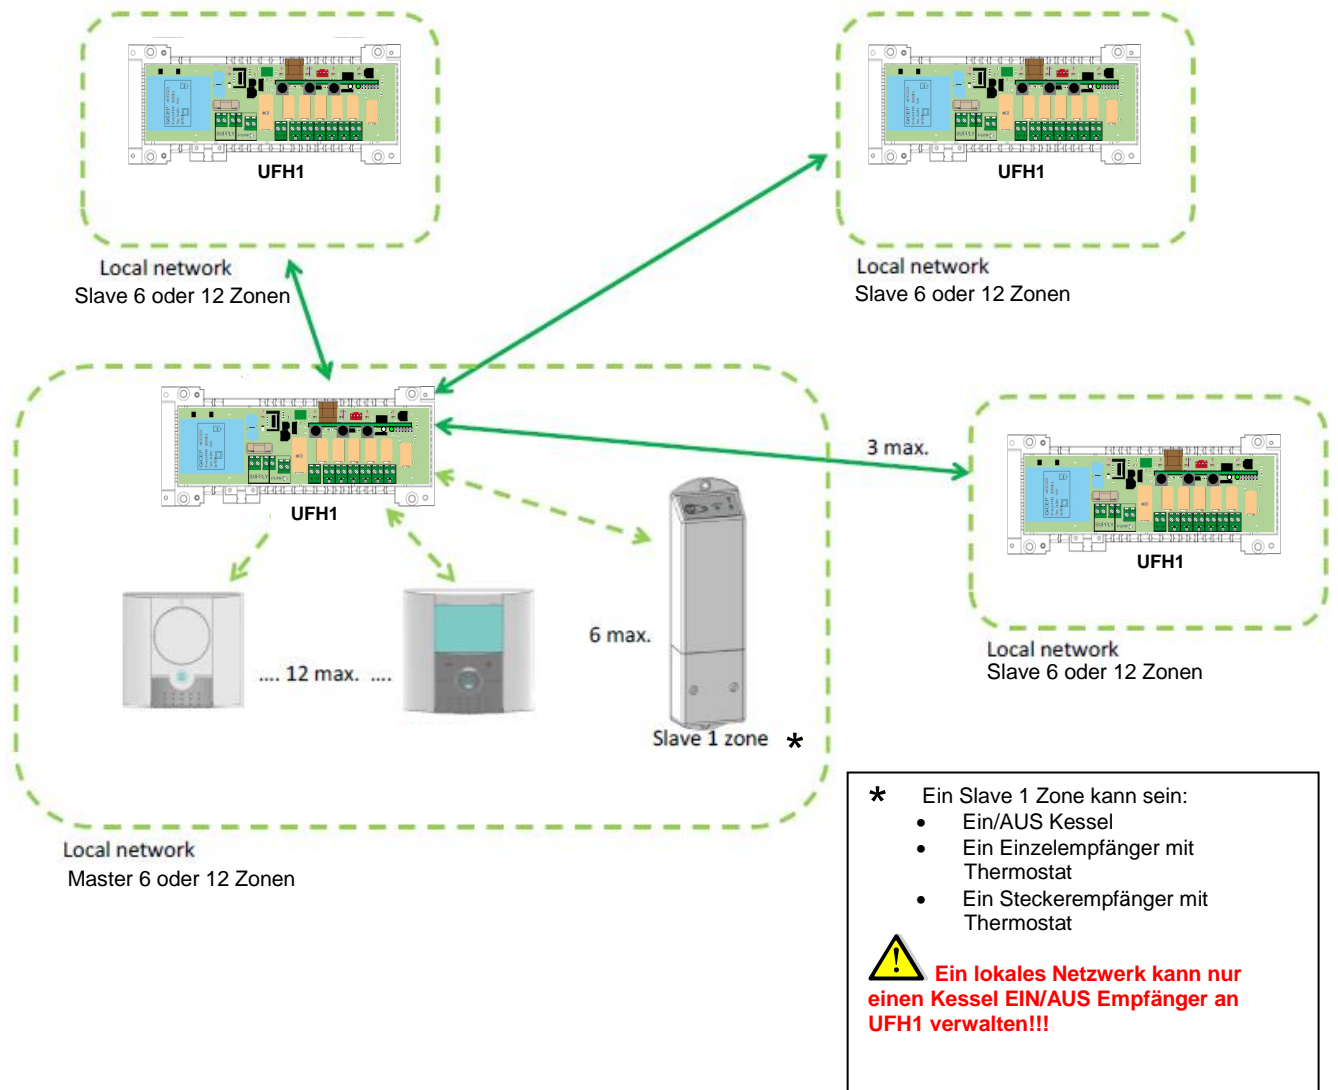 UFH1
UFH1
Local network
Slave 6 oder 12 Zonen
Local network
Slave 6 oder 12 Zonen
SUPPLY
UFH1
3 max.
UFH1
.... 12 max. ....
6 max.
Slave 1 zone *
Local network
Slave 6 oder 12 Zonen
Local network
Master 6 oder 12 Zonen
* Ein Slave 1 Zone kann sein:
• Ein/AUS Kessel
• Ein Einzelempfänger mit
Thermostat
• Ein Steckerempfänger mit
Thermostat
Ein lokales Netzwerk kann nur
einen Kessel EIN/AUS Empfänger an
UFH1 verwalten!!!